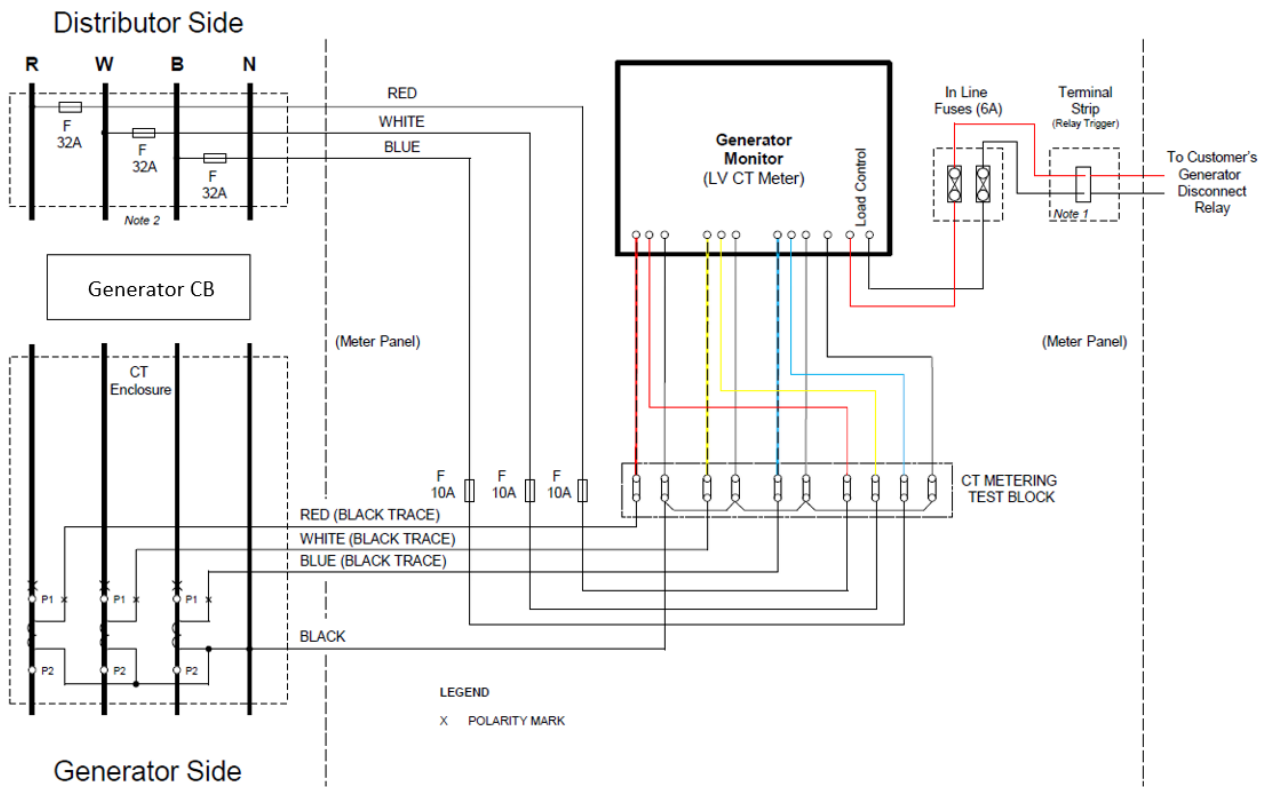 Distributor Side
R W B N
RED
WHITE
BLUE
F
32A
F
32A
F
32A
Note 2
Generator
Monitor
(LV CT Meter)
Load Control
In Line
Fuses (6A)
Terminal
Strip
(Relay Trigger)
Note 1
To Customer's
Generator
Disconnect
Relay
Generator CB
(Meter Panel)
(Meter Panel)
CT
Enclosure
F
10A
F
10A
F
10A
CT METERING
TEST BLOCK
RED (BLACK TRACE)
WHITE (BLACK TRACE)
BLUE (BLACK TRACE)
P1 P1 P1
BLACK
P2 P2 P2
LEGEND
X POLARITY MARK
Generator Side